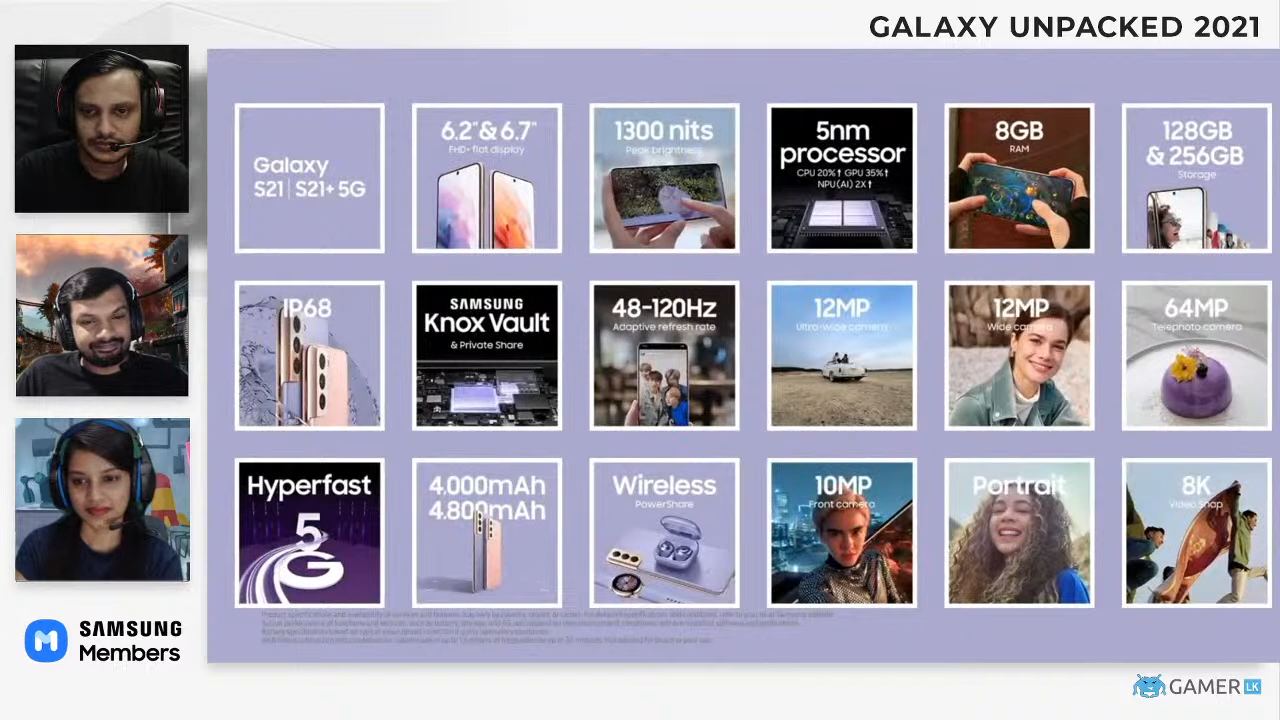 GALAXY UNPACKED 2021
Galaxy
S21 | S21+ 5G
6.2" & 6.7"
FHD+ flat display
1300 nits
Peak brightness
5nm
processor
CPU 20%↑ GPU 35%↑
NPU(AI) 2X↑
8GB
RAM
128GB
& 256GB
Storage
IP68
SAMSUNG
Knox Vault
& Private Share
48-120Hz
Adaptive refresh rate
12MP
Ultra-wide camera
12MP
Wide camera
64MP
Telephoto camera
Hyperfast
5G
4,000mAh
4,800mAh
Wireless
PowerShare
10MP
Front camera
Portrait
8K
Video Snap
SAMSUNG
Members
GAMER LK